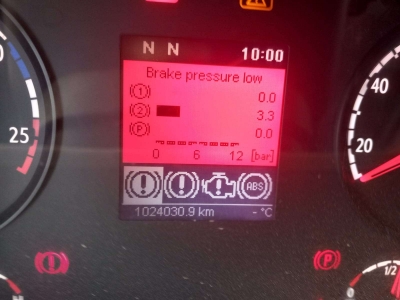 N N 10:00
Brake pressure low
(1) 0.0
(2) 3.3
(P) 0.0
0 6 12 [bar]
ABS
1024030.9 km - °C
25
40
20
P
1/2